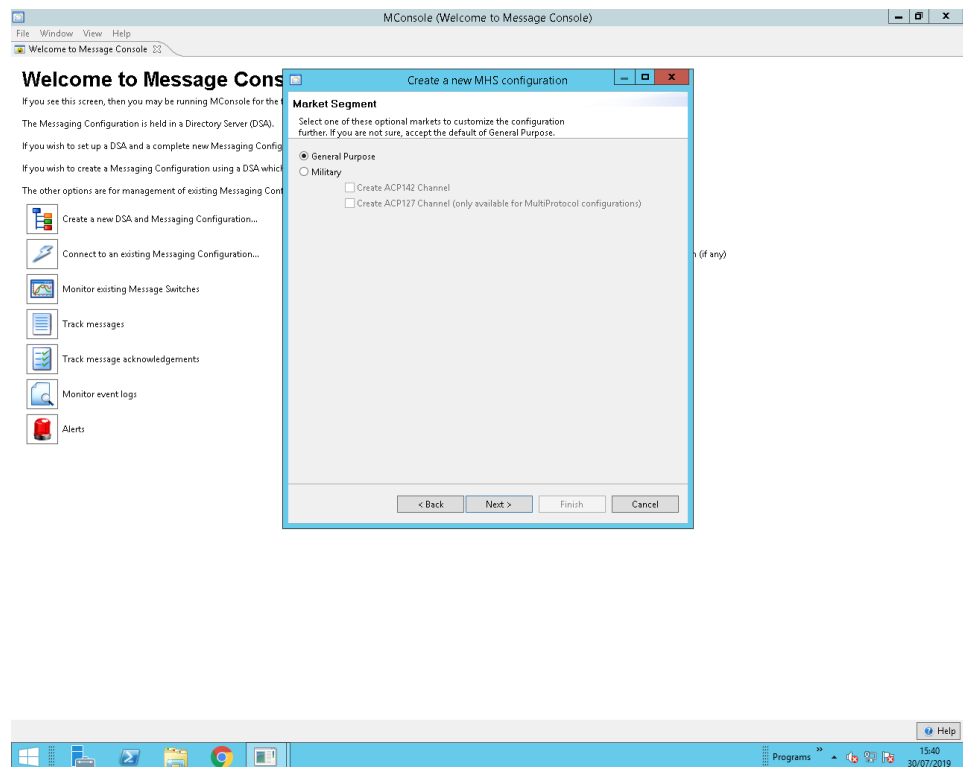 MConsole (Welcome to Message Console)
File Window View Help
Welcome to Message Console
Welcome to Message Cons
If you see this screen, then you may be running MConsole for the
The Messaging Configuration is held in a Directory Server (DSA).
If you wish to set up a DSA and a complete new Messaging Config
If you wish to create a Messaging Configuration using a DSA which
The other options are for management of existing Messaging Conf
Create a new DSA and Messaging Configuration...
Connect to an existing Messaging Configuration...
(if any)
Monitor existing Message Switches
Track messages
Track message acknowledgements
Monitor event logs
Alerts
Create a new MHS configuration
Market Segment
Select one of these optional markets to customize the configuration
further. If you are not sure, accept the default of General Purpose.
General Purpose
Military
Create ACP142 Channel
Create ACP127 Channel (only available for MultiProtocol configurations)
< Back
Next >
Finish
Cancel
Help
Programs
15:40
30/07/2019